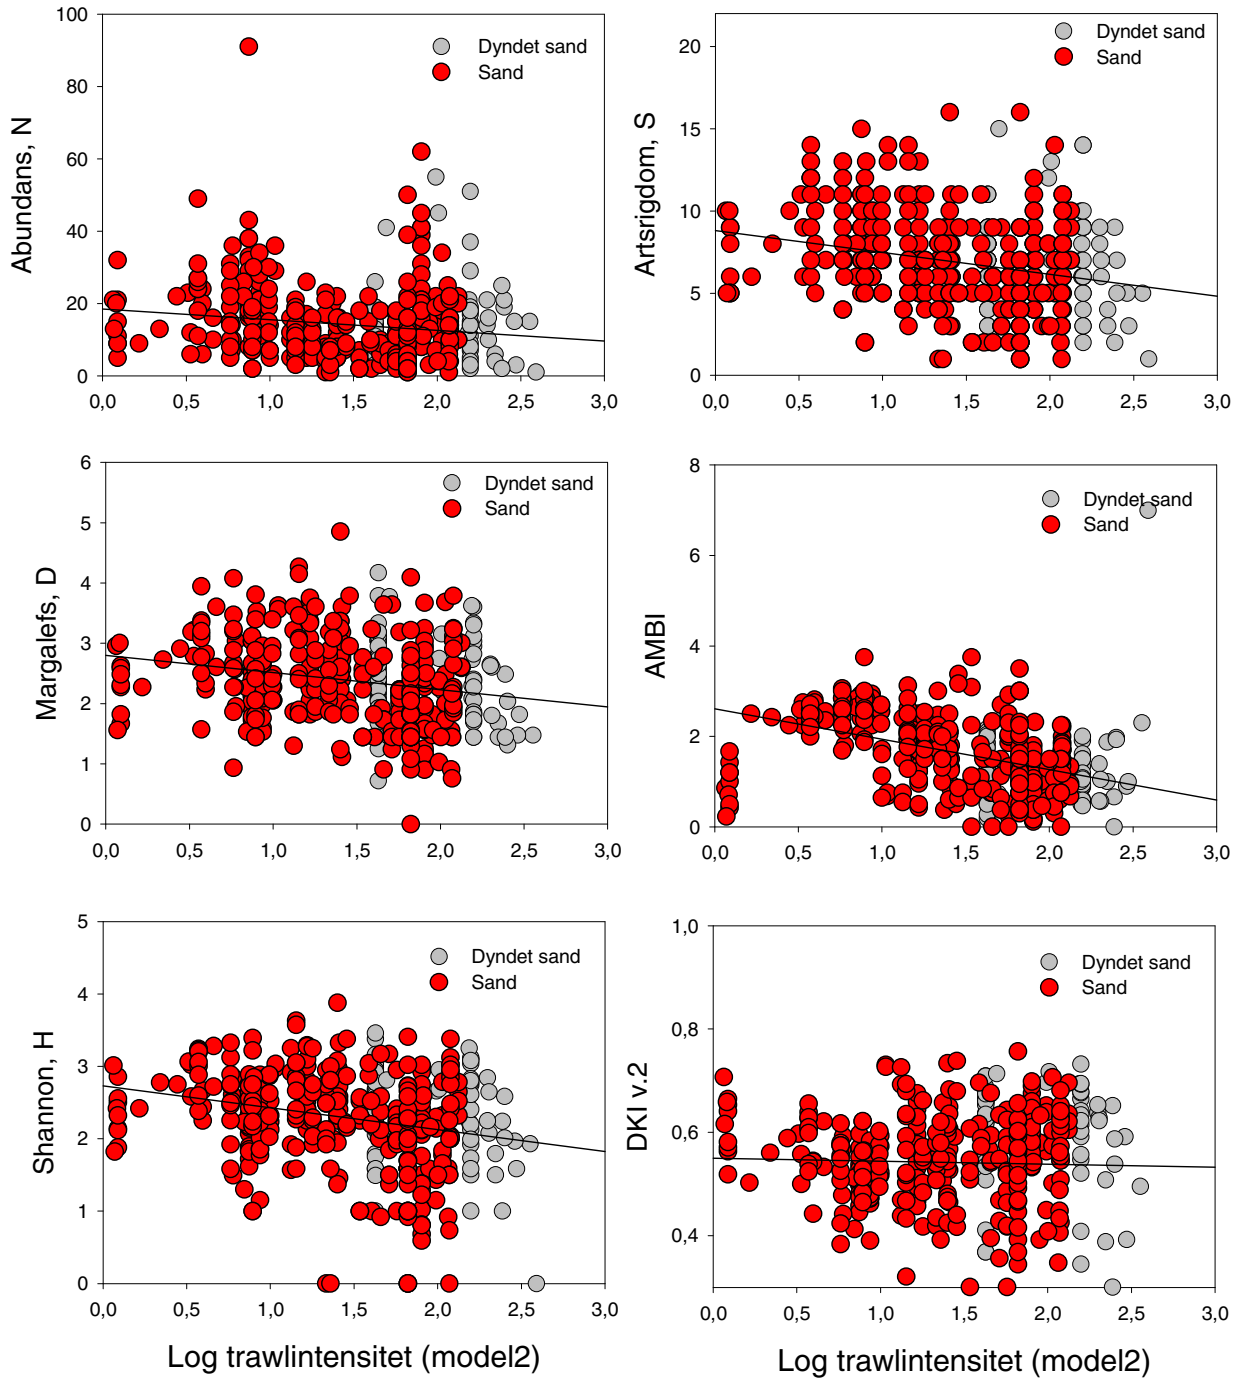 Abundans, N
100
80
60
40
20
0
Dyndet sand
Sand
0,0 0,5 1,0 1,5 2,0 2,5 3,0
Artsrigdom, S
20
15
10
5
0
Dyndet sand
Sand
0,0 0,5 1,0 1,5 2,0 2,5 3,0
Margalefs, D
6
5
4
3
2
1
0
Dyndet sand
Sand
0,0 0,5 1,0 1,5 2,0 2,5 3,0
AMBI
8
6
4
2
0
Dyndet sand
Sand
0,0 0,5 1,0 1,5 2,0 2,5 3,0
Shannon, H
5
4
3
2
1
0
Dyndet sand
Sand
0,0 0,5 1,0 1,5 2,0 2,5 3,0
Log trawlintensitet (model2)
DKI v.2
1,0
0,8
0,6
0,4
Dyndet sand
Sand
0,0 0,5 1,0 1,5 2,0 2,5 3,0
Log trawlintensitet (model2)